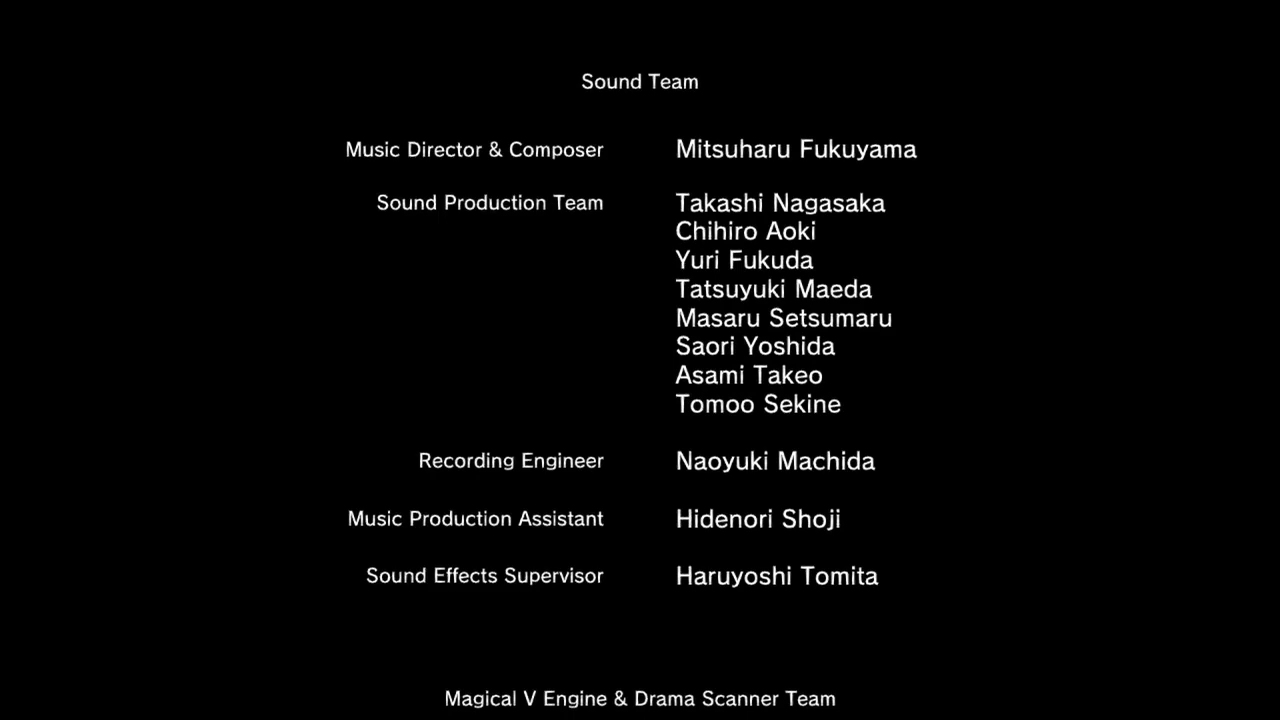 Sound Team
Music Director & Composer Mitsuharu Fukuyama
Sound Production Team Takashi Nagasaka
Chihiro Aoki
Yuri Fukuda
Tatsuyuki Maeda
Masaru Setsumaru
Saori Yoshida
Asami Takeo
Tomoo Sekine
Recording Engineer Naoyuki Machida
Music Production Assistant Hidenori Shoji
Sound Effects Supervisor Haruyoshi Tomita
Magical V Engine & Drama Scanner Team